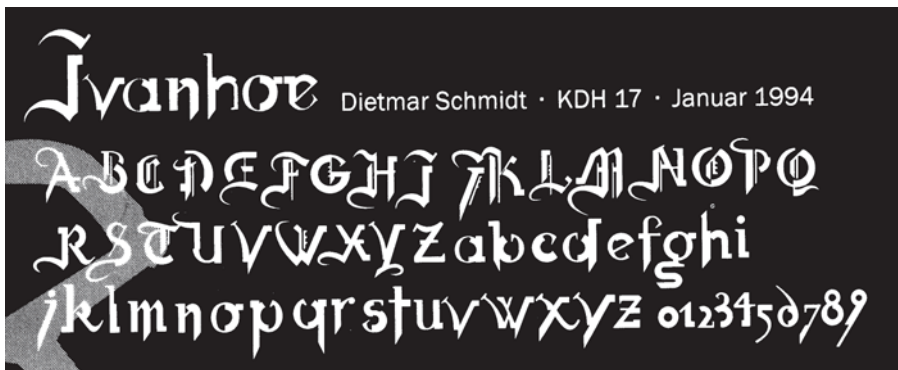 Ivanhoe Dietmar Schmidt · KDH 17 · Januar 1994
ABCDEFGHIJKLMNOPQ
RSTUVWXYZabcdefghi
jklmnopqrstuvwxyz 0123456789